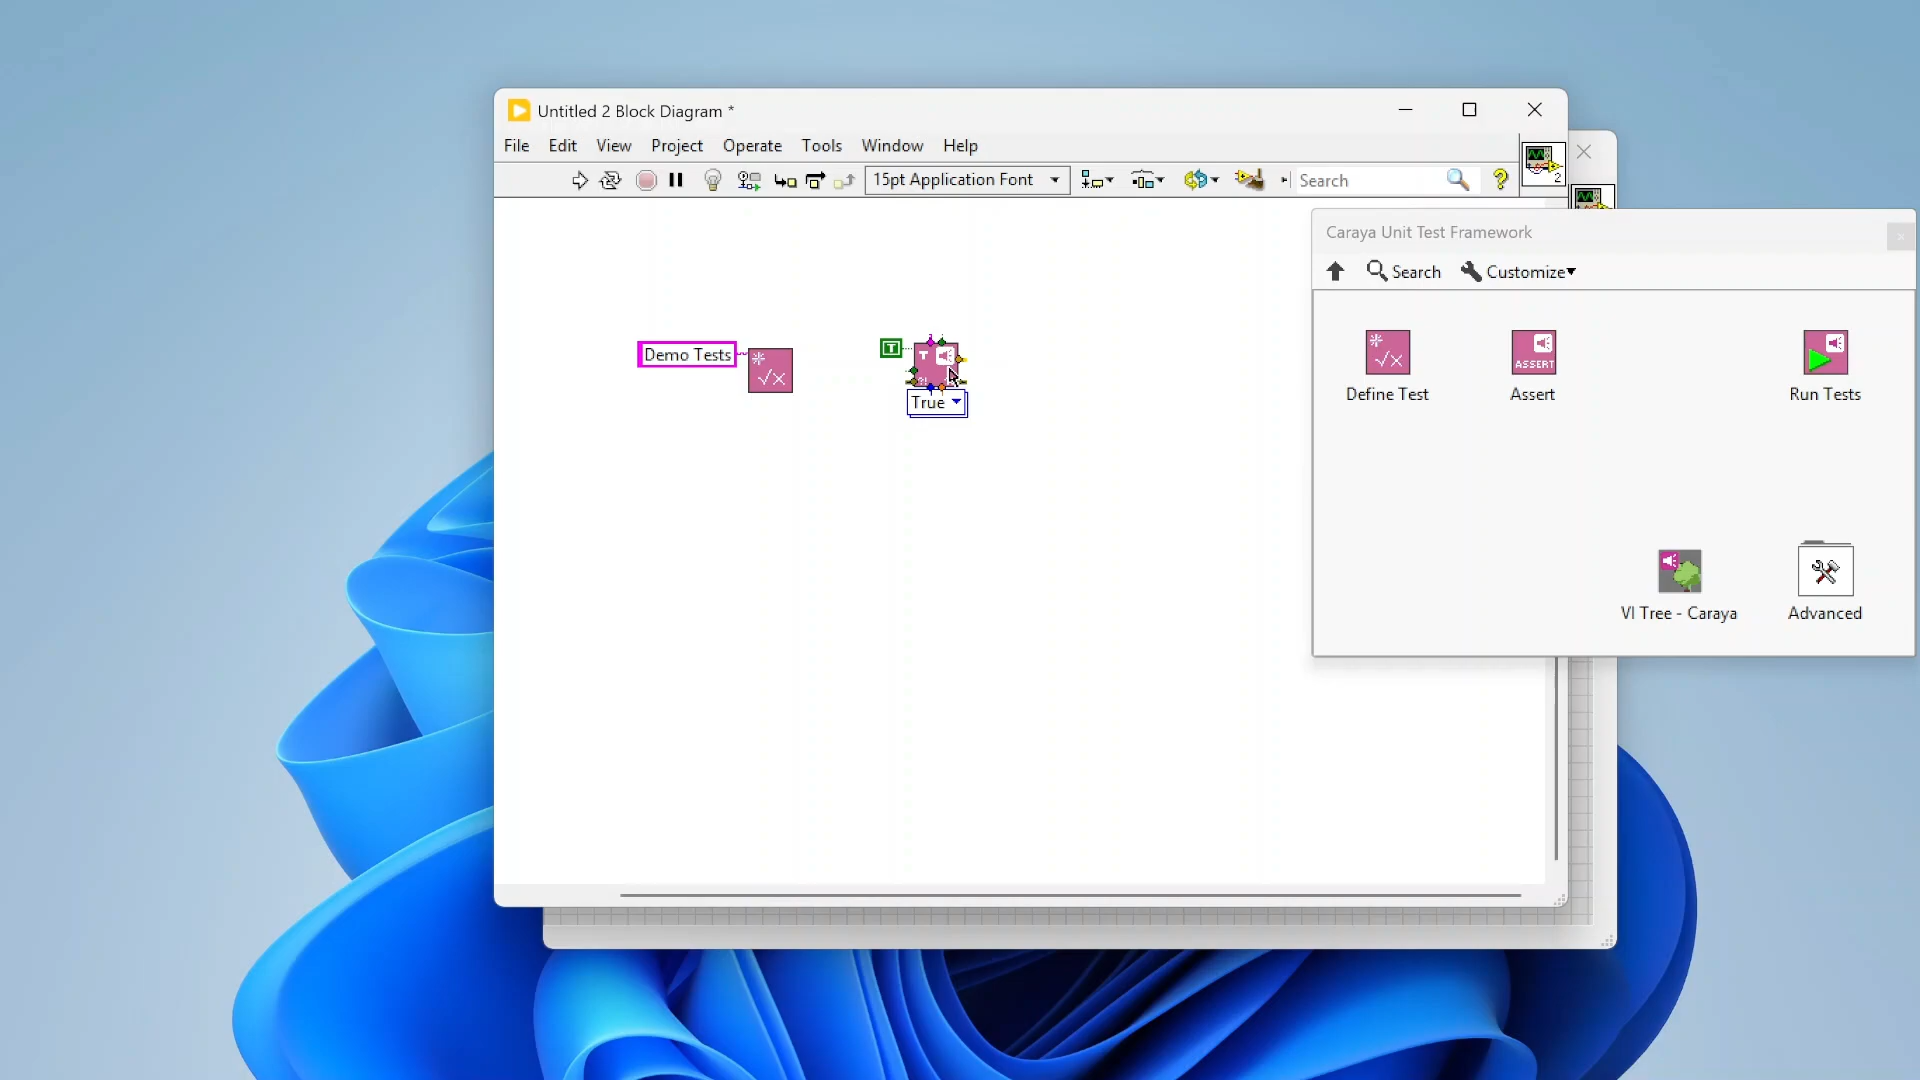 Untitled 2 Block Diagram *
File Edit View Project Operate Tools Window Help
15pt Application Font
Search
2
Caraya Unit Test Framework
Search Customize
Demo Tests
√x
T
T
True
√x
Define Test
ASSERT
Assert
Run Tests
VI Tree - Caraya
Advanced